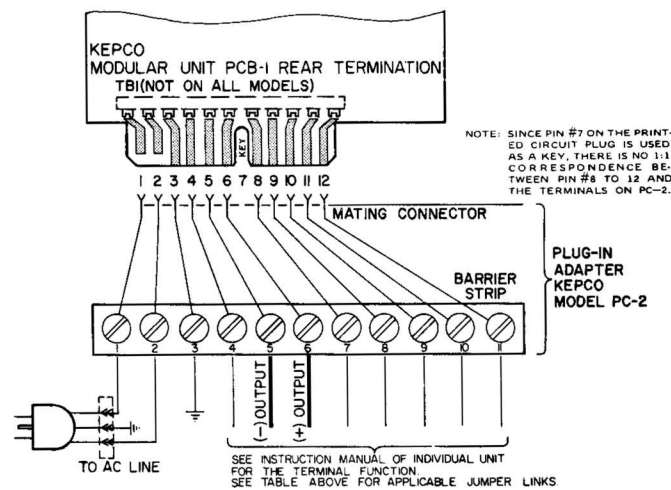 KEPCO
MODULAR UNIT PCB-1 REAR TERMINATION
TB1(NOT ON ALL MODELS)
KEY
NOTE: SINCE PIN #7 ON THE PRINT-
ED CIRCUIT PLUG IS USED
AS A KEY, THERE IS NO 1:1
CORRESPONDENCE BE-
TWEEN PIN #8 TO 12 AND
THE TERMINALS ON PC-2.
1 2 3 4 5 6 7 8 9 10 11 12
MATING CONNECTOR
PLUG-IN
ADAPTER
KEPCO
MODEL PC-2
BARRIER
STRIP
1 2 3 4 5 6 7 8 9 10 11
(-) OUTPUT
(+) OUTPUT
TO AC LINE
SEE INSTRUCTION MANUAL OF INDIVIDUAL UNIT
FOR THE TERMINAL FUNCTION.
SEE TABLE ABOVE FOR APPLICABLE JUMPER LINKS.